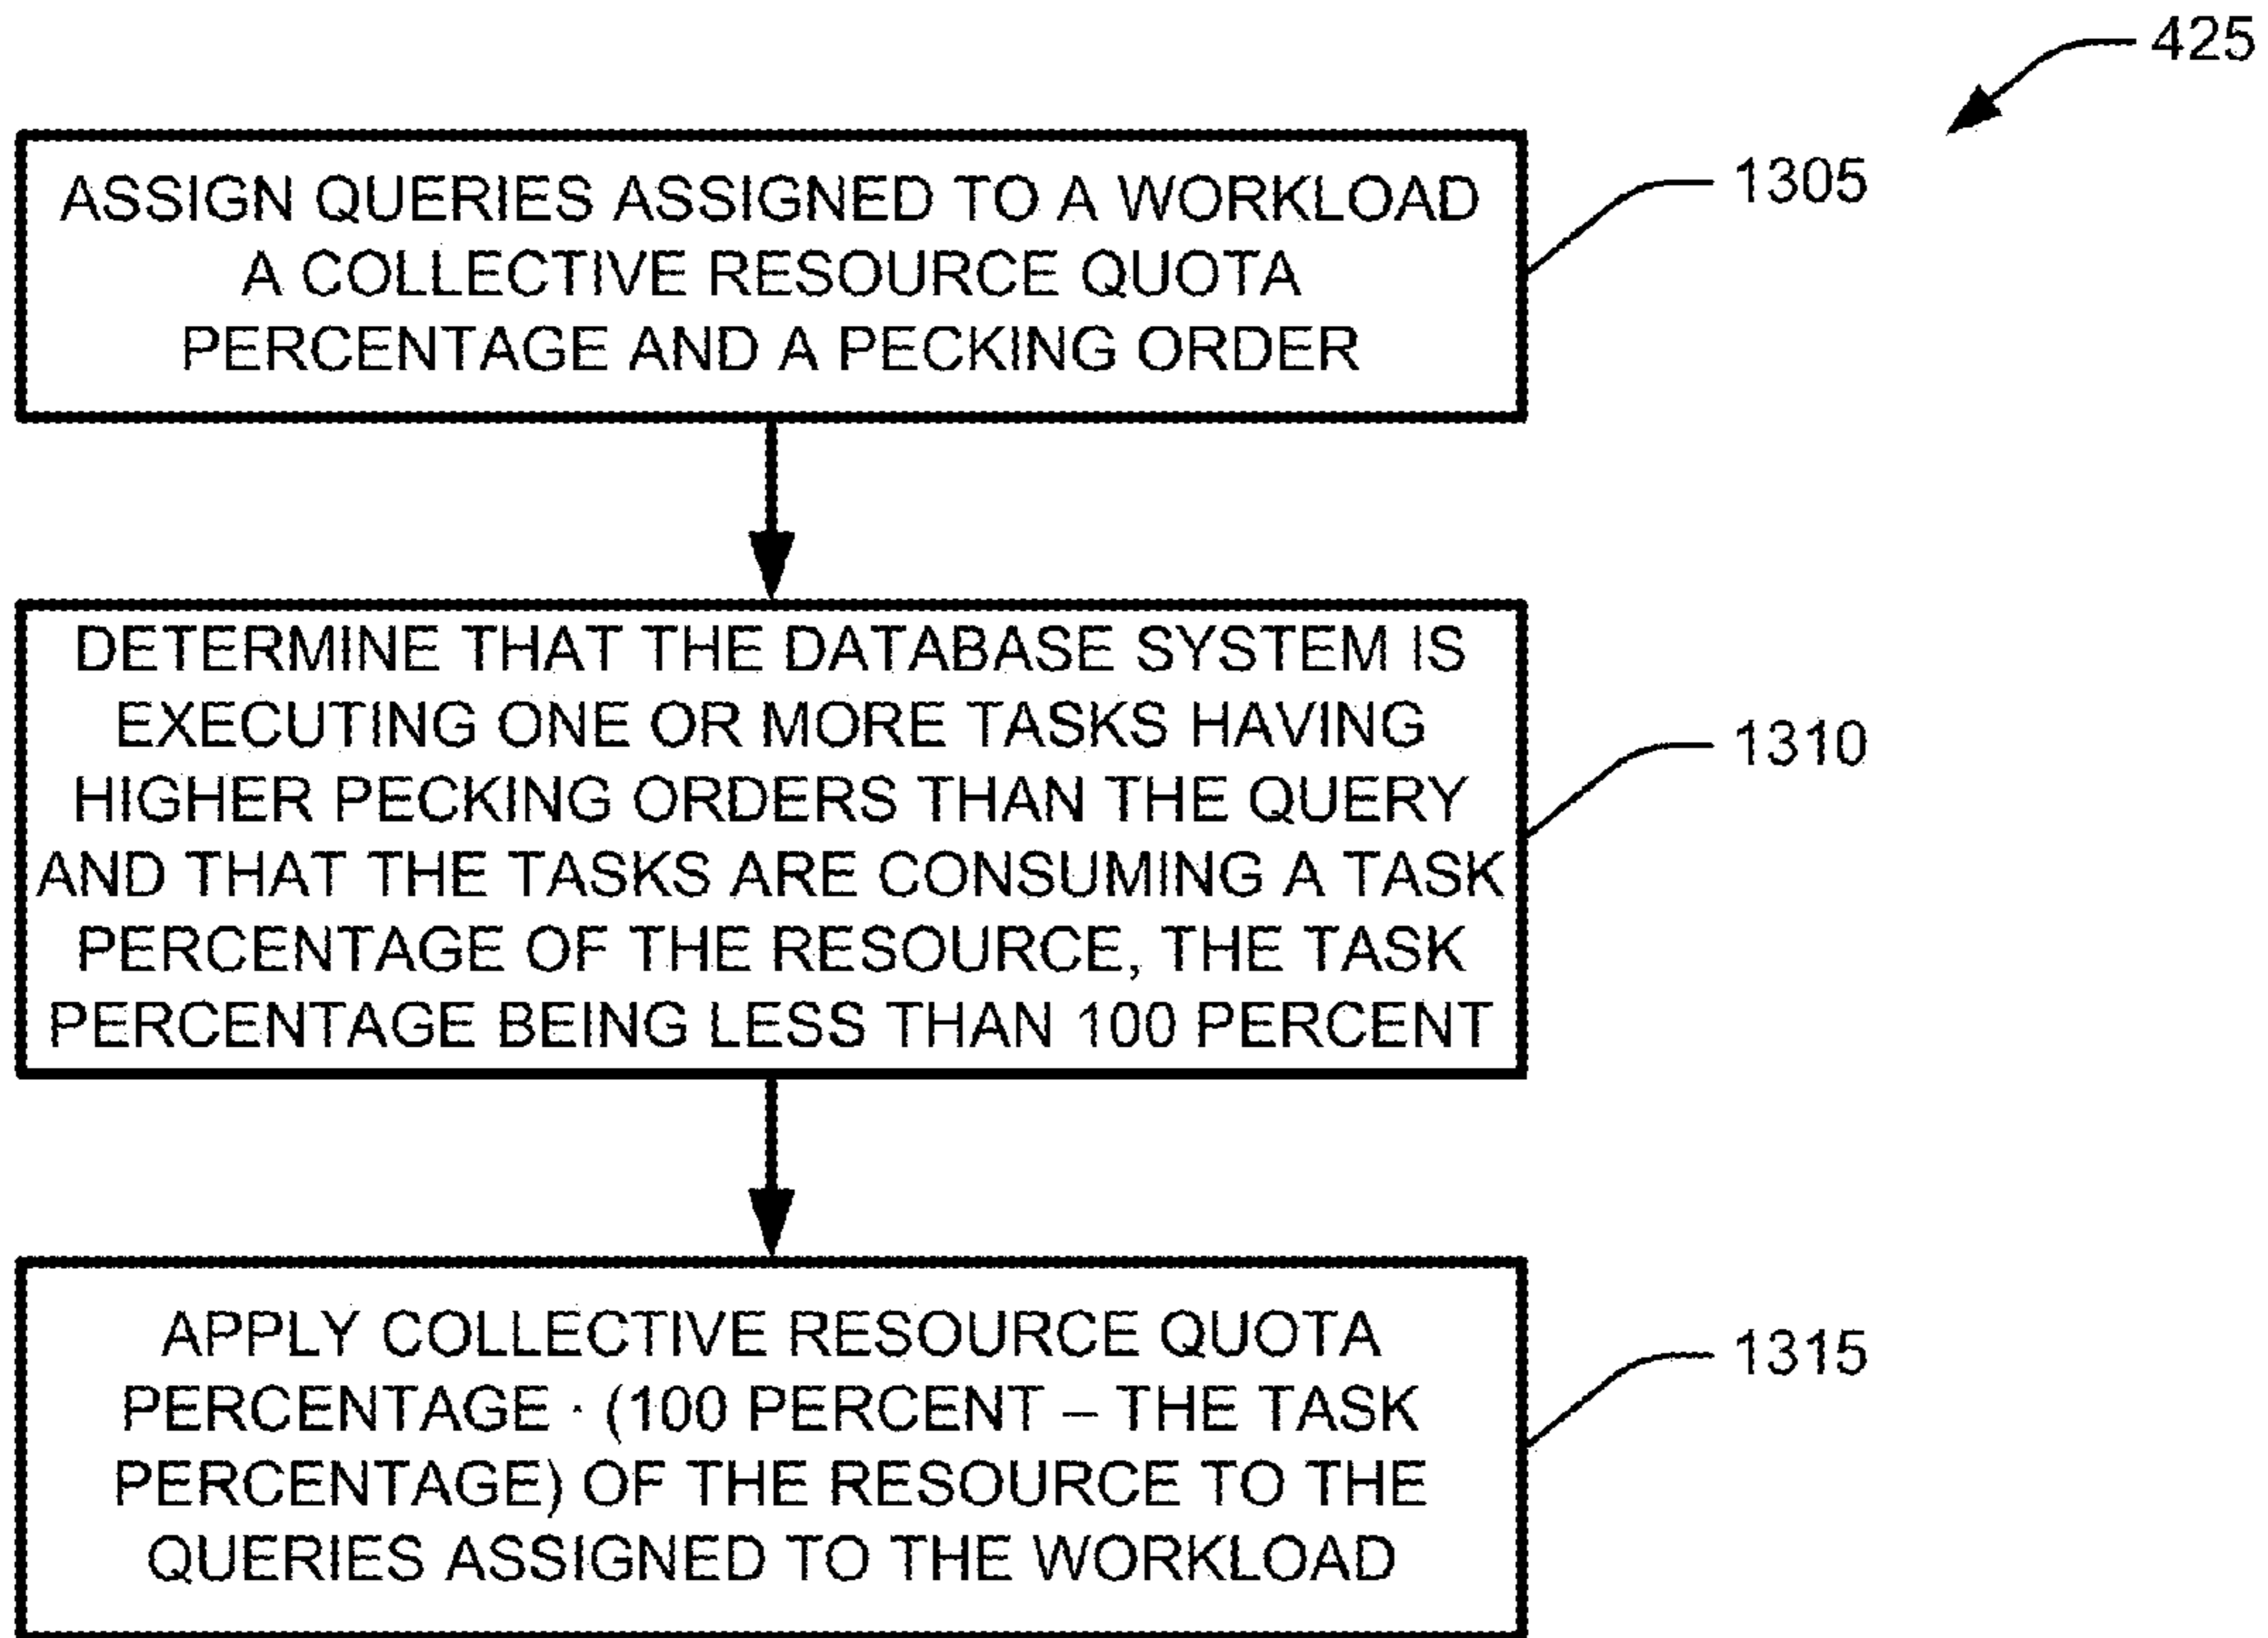 425
ASSIGN QUERIES ASSIGNED TO A WORKLOAD
A COLLECTIVE RESOURCE QUOTA
PERCENTAGE AND A PECKING ORDER
1305
DETERMINE THAT THE DATABASE SYSTEM IS
EXECUTING ONE OR MORE TASKS HAVING
HIGHER PECKING ORDERS THAN THE QUERY
AND THAT THE TASKS ARE CONSUMING A TASK
PERCENTAGE OF THE RESOURCE, THE TASK
PERCENTAGE BEING LESS THAN 100 PERCENT
1310
APPLY COLLECTIVE RESOURCE QUOTA
PERCENTAGE · (100 PERCENT – THE TASK
PERCENTAGE) OF THE RESOURCE TO THE
QUERIES ASSIGNED TO THE WORKLOAD
1315